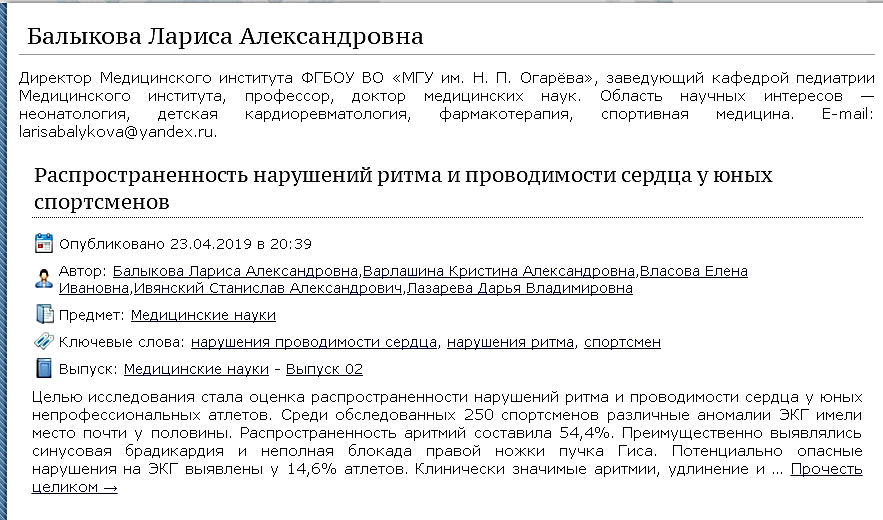 Балыкова Лариса Александровна
Директор Медицинского института ФГБОУ ВО «МГУ им. Н. П. Огарёва», заведующий кафедрой педиатрии
Медицинского института, профессор, доктор медицинских наук. Область научных интересов —
неонатология, детская кардиоревматология, фармакотерапия, спортивная медицина. E-mail:
larisabalykova@yandex.ru.
Распространенность нарушений ритма и проводимости сердца у юных
спортсменов
Опубликовано 23.04.2019 в 20:39
Автор: Балыкова Лариса Александровна,Варлашина Кристина Александровна,Власова Елена
Ивановна,Ивянский Станислав Александрович,Лазарева Дарья Владимировна
Предмет: Медицинские науки
Ключевые слова: нарушения проводимости сердца, нарушения ритма, спортсмен
Выпуск: Медицинские науки - Выпуск 02
Целью исследования стала оценка распространенности нарушений ритма и проводимости сердца у юных
непрофессиональных атлетов. Среди обследованных 250 спортсменов различные аномалии ЭКГ имели
место почти у половины. Распространенность аритмий составила 54,4%. Преимущественно выявлялись
синусовая брадикардия и неполная блокада правой ножки пучка Гиса. Потенциально опасные
нарушения на ЭКГ выявлены у 14,6% атлетов. Клинически значимые аритмии, удлинение и ... Прочесть
целиком →